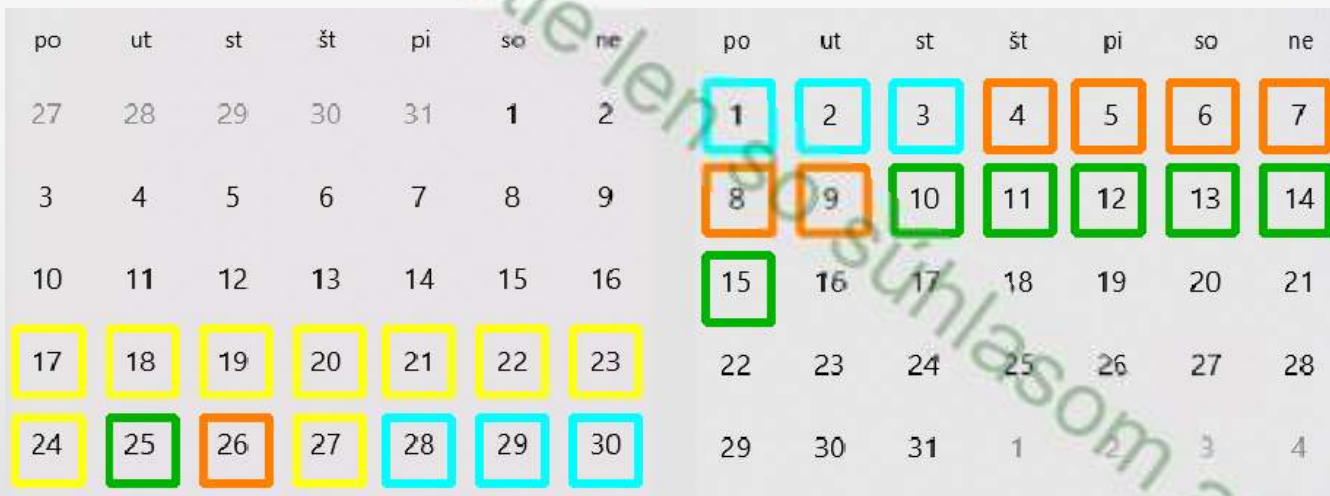 po ut st št pi so ne
27 28 29 30 31 1 2
3 4 5 6 7 8 9
10 11 12 13 14 15 16
17 18 19 20 21 22 23
24 25 26 27 28 29 30
po ut st št pi so ne
1 2 3 4 5 6 7
8 9 10 11 12 13 14
15 16 17 18 19 20 21
22 23 24 25 26 27 28
29 30 31 1 2 3 4
len so súhlasom